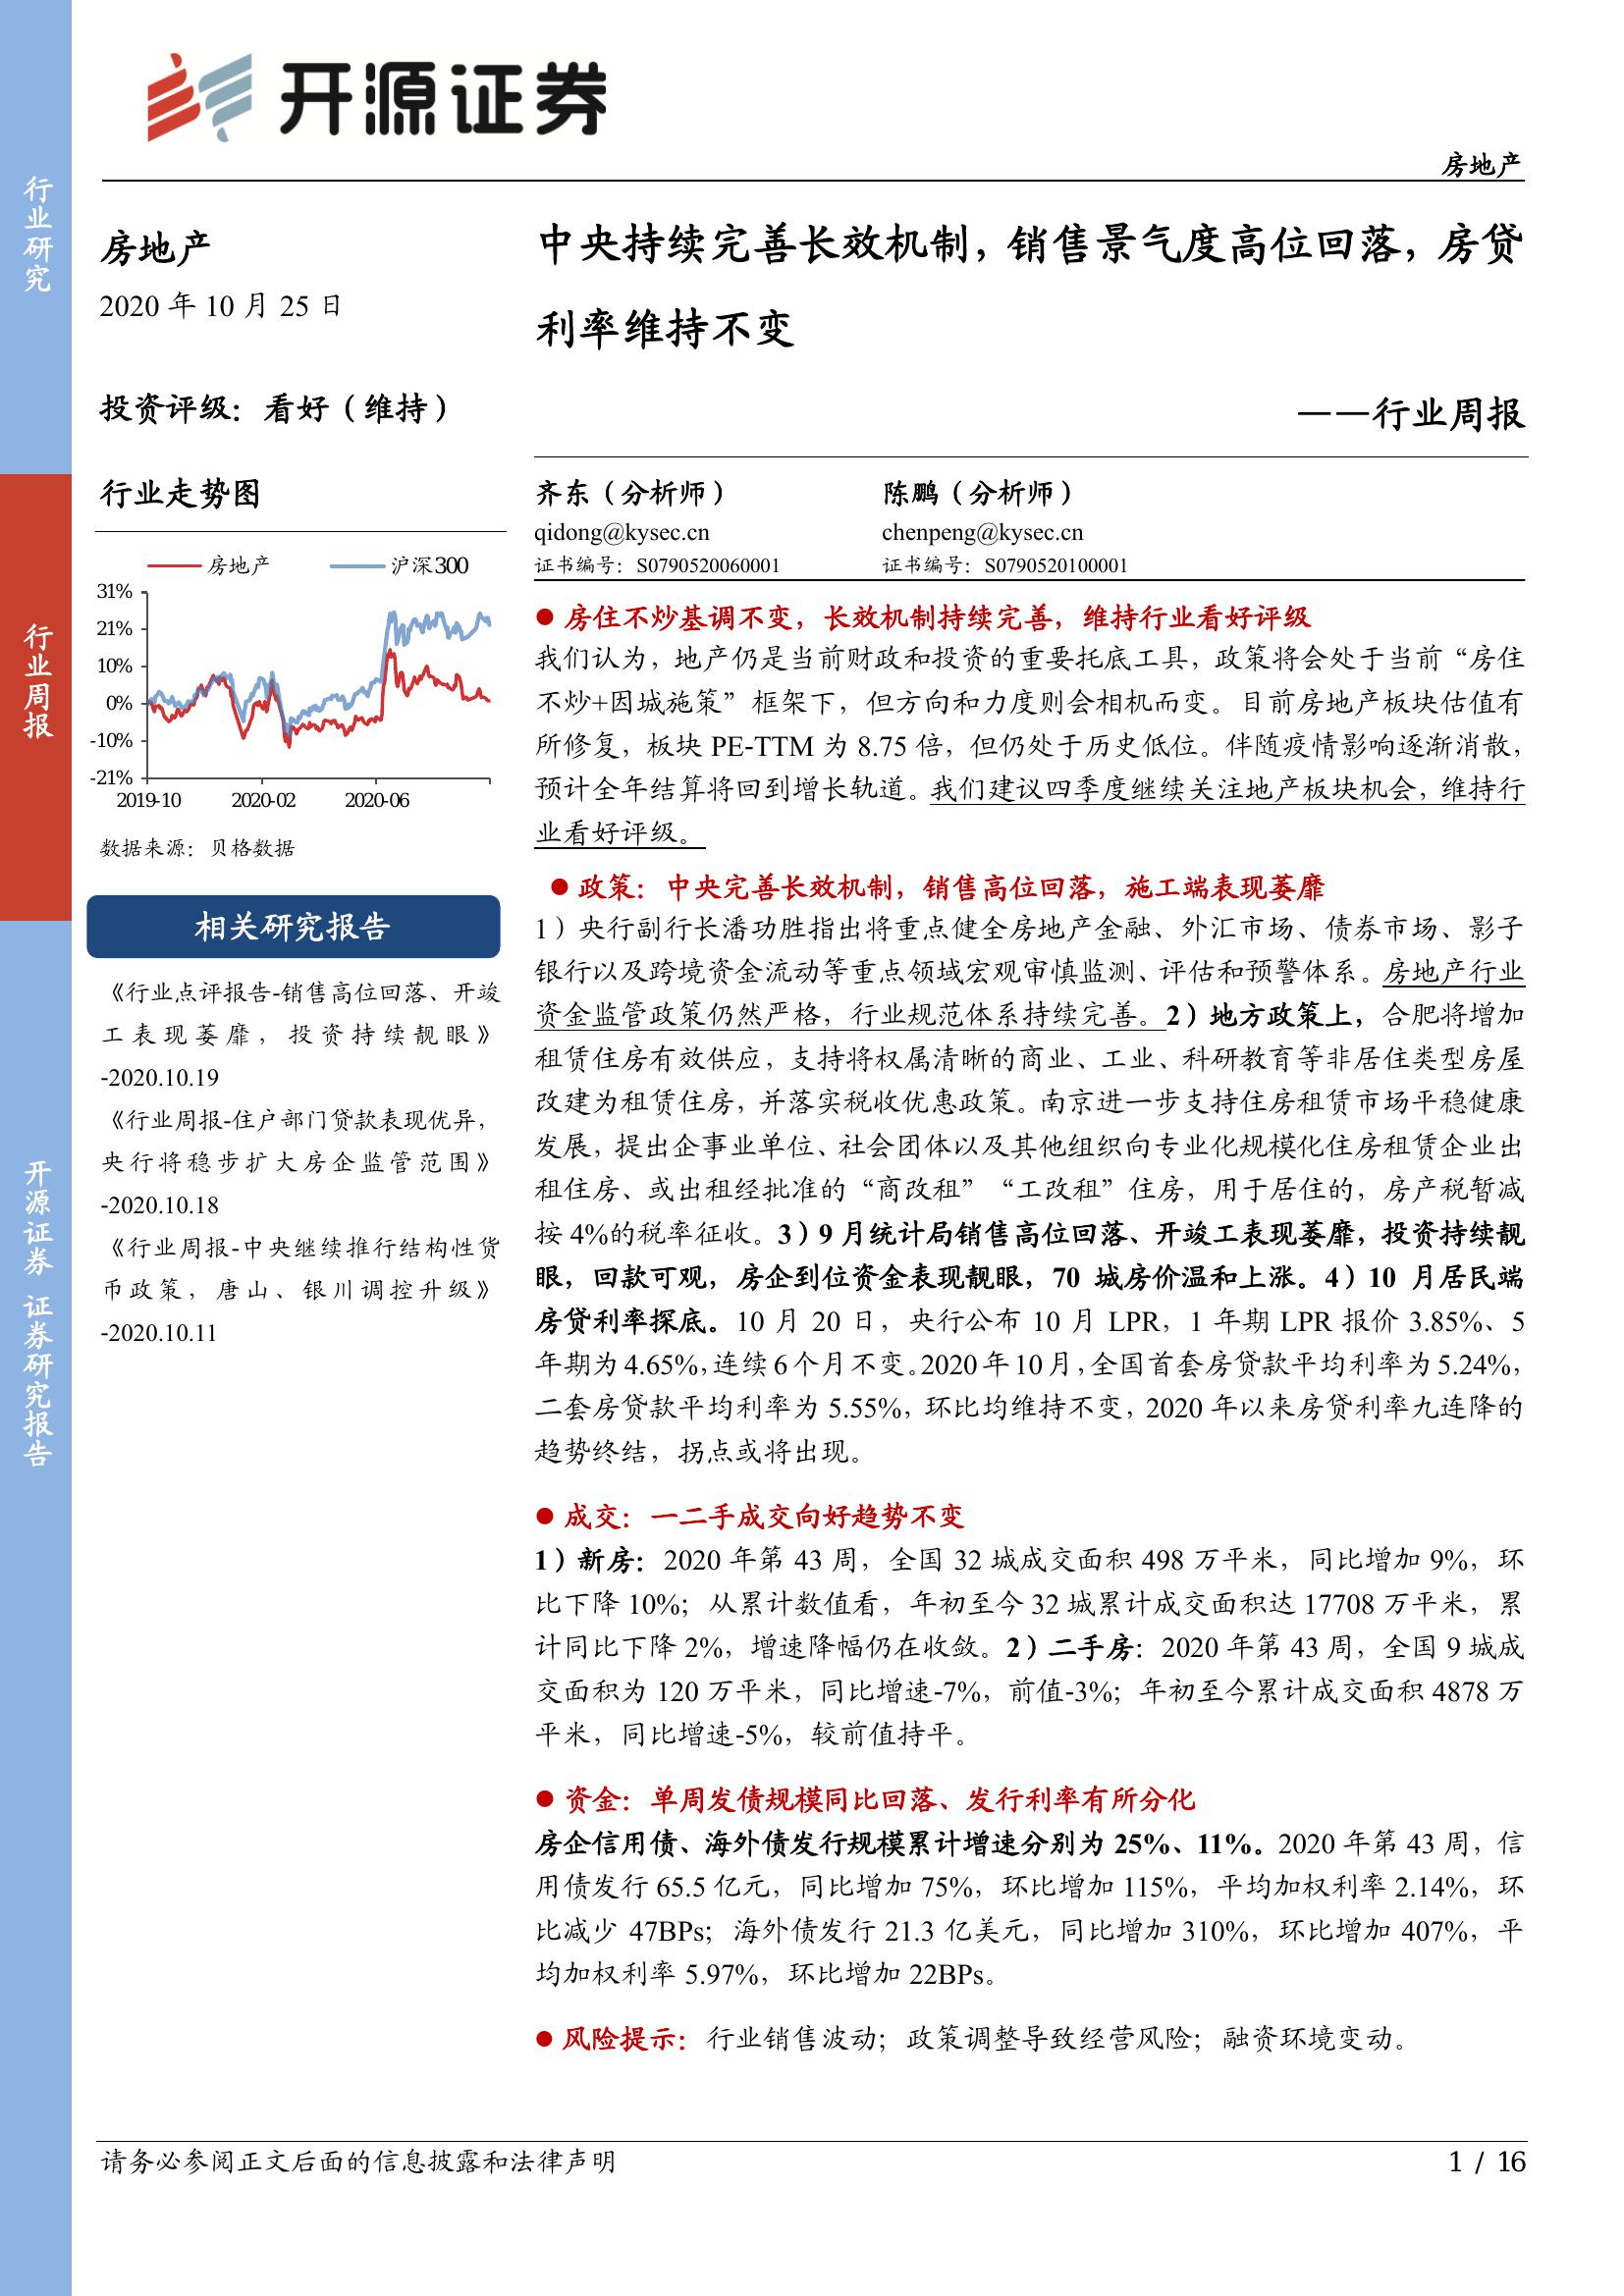 开源证券
房地产
行业研究
行业周报
开源证券 证券研究报告
房地产
2020 年 10 月 25 日
投资评级：看好（维持）
行业走势图
房地产 沪深300
31%
21%
10%
0%
-10%
-21%
2019-10 2020-02 2020-06
数据来源：贝格数据
相关研究报告
《行业点评报告-销售高位回落、开竣
工表现萎靡，投资持续靓眼》
-2020.10.19
《行业周报-住户部门贷款表现优异，
央行将稳步扩大房企监管范围》
-2020.10.18
《行业周报-中央继续推行结构性货
币政策，唐山、银川调控升级》
-2020.10.11
中央持续完善长效机制，销售景气度高位回落，房贷
利率维持不变
——行业周报
齐东（分析师） 陈鹏（分析师）
qidong@kysec.cn chenpeng@kysec.cn
证书编号：S0790520060001 证书编号：S0790520100001
● 房住不炒基调不变，长效机制持续完善，维持行业看好评级
我们认为，地产仍是当前财政和投资的重要托底工具，政策将会处于当前“房住
不炒+因城施策”框架下，但方向和力度则会相机而变。目前房地产板块估值有
所修复，板块 PE-TTM 为 8.75 倍，但仍处于历史低位。伴随疫情影响逐渐消散，
预计全年结算将回到增长轨道。我们建议四季度继续关注地产板块机会，维持行
业看好评级。
● 政策：中央完善长效机制，销售高位回落，施工端表现萎靡
1）央行副行长潘功胜指出将重点健全房地产金融、外汇市场、债券市场、影子
银行以及跨境资金流动等重点领域宏观审慎监测、评估和预警体系。房地产行业
资金监管政策仍然严格，行业规范体系持续完善。2）地方政策上，合肥将增加
租赁住房有效供应，支持将权属清晰的商业、工业、科研教育等非居住类型房屋
改建为租赁住房，并落实税收优惠政策。南京进一步支持住房租赁市场平稳健康
发展，提出企事业单位、社会团体以及其他组织向专业化规模化住房租赁企业出
租住房、或出租经批准的“商改租”“工改租”住房，用于居住的，房产税暂减
按 4%的税率征收。3）9 月统计局销售高位回落、开竣工表现萎靡，投资持续靓
眼，回款可观，房企到位资金表现靓眼，70 城房价温和上涨。4）10 月居民端
房贷利率探底。10 月 20 日，央行公布 10 月 LPR，1 年期 LPR 报价 3.85%、5
年期为 4.65%，连续 6 个月不变。2020 年 10 月，全国首套房贷款平均利率为 5.24%，
二套房贷款平均利率为 5.55%，环比均维持不变，2020 年以来房贷利率九连降的
趋势终结，拐点或将出现。
● 成交：一二手成交向好趋势不变
1）新房：2020 年第 43 周，全国 32 城成交面积 498 万平米，同比增加 9%，环
比下降 10%；从累计数值看，年初至今 32 城累计成交面积达 17708 万平米，累
计同比下降 2%，增速降幅仍在收敛。2）二手房：2020 年第 43 周，全国 9 城成
交面积为 120 万平米，同比增速-7%，前值-3%；年初至今累计成交面积 4878 万
平米，同比增速-5%，较前值持平。
● 资金：单周发债规模同比回落、发行利率有所分化
房企信用债、海外债发行规模累计增速分别为 25%、11%。2020 年第 43 周，信
用债发行 65.5 亿元，同比增加 75%，环比增加 115%，平均加权利率 2.14%，环
比减少 47BPs；海外债发行 21.3 亿美元，同比增加 310%，环比增加 407%，平
均加权利率 5.97%，环比增加 22BPs。
● 风险提示：行业销售波动；政策调整导致经营风险；融资环境变动。
请务必参阅正文后面的信息披露和法律声明 1 / 16